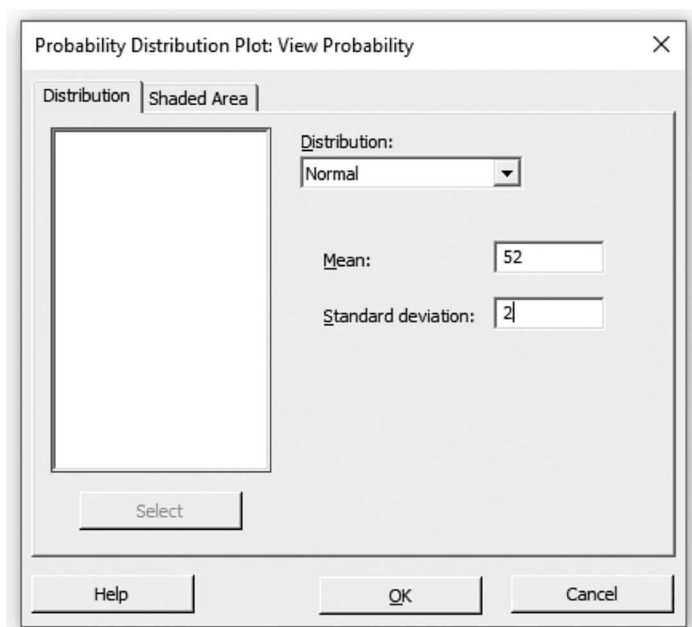 Probability Distribution Plot: View Probability
Distribution
Shaded Area
Distribution:
Normal
Mean:
52
Standard deviation:
2
Select
Help
OK
Cancel